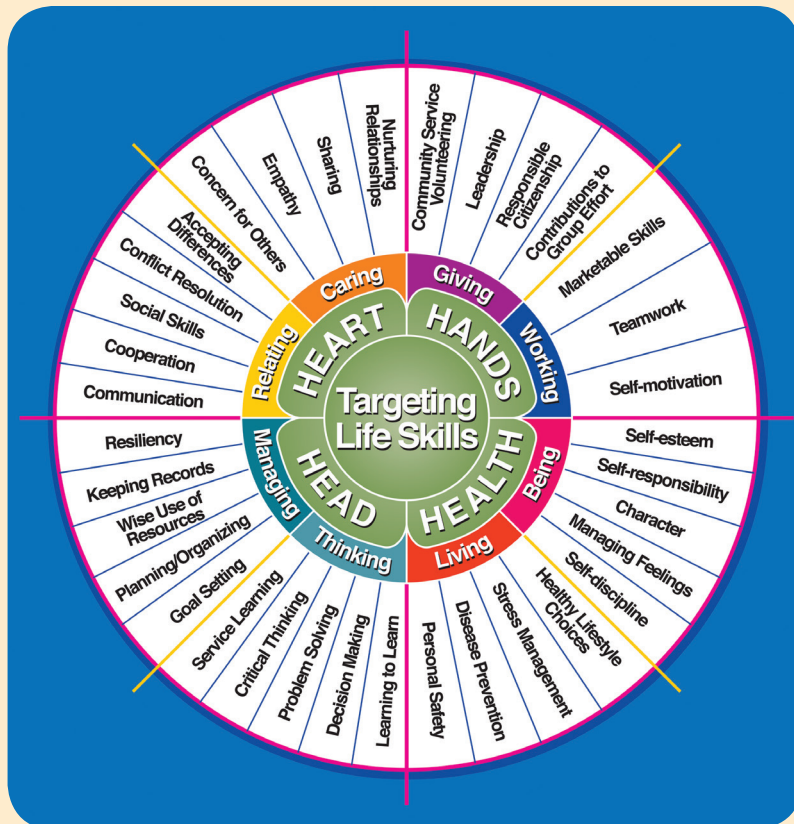 Targeting
Life Skills
HEART
HANDS
HEALTH
HEAD
Caring
Giving
Working
Being
Living
Thinking
Managing
Relating
Nurturing
Relationships
Sharing
Empathy
Concern for Others
Accepting
Differences
Conflict Resolution
Social Skills
Cooperation
Communication
Community Service
Volunteering
Leadership
Responsible
Citizenship
Contributions to
Group Effort
Marketable Skills
Teamwork
Self-motivation
Self-esteem
Self-responsibility
Character
Managing Feelings
Self-discipline
Healthy Lifestyle
Choices
Stress Management
Disease Prevention
Personal Safety
Learning to Learn
Decision Making
Problem Solving
Critical Thinking
Service Learning
Goal Setting
Planning/Organizing
Wise Use of
Resources
Keeping Records
Resiliency